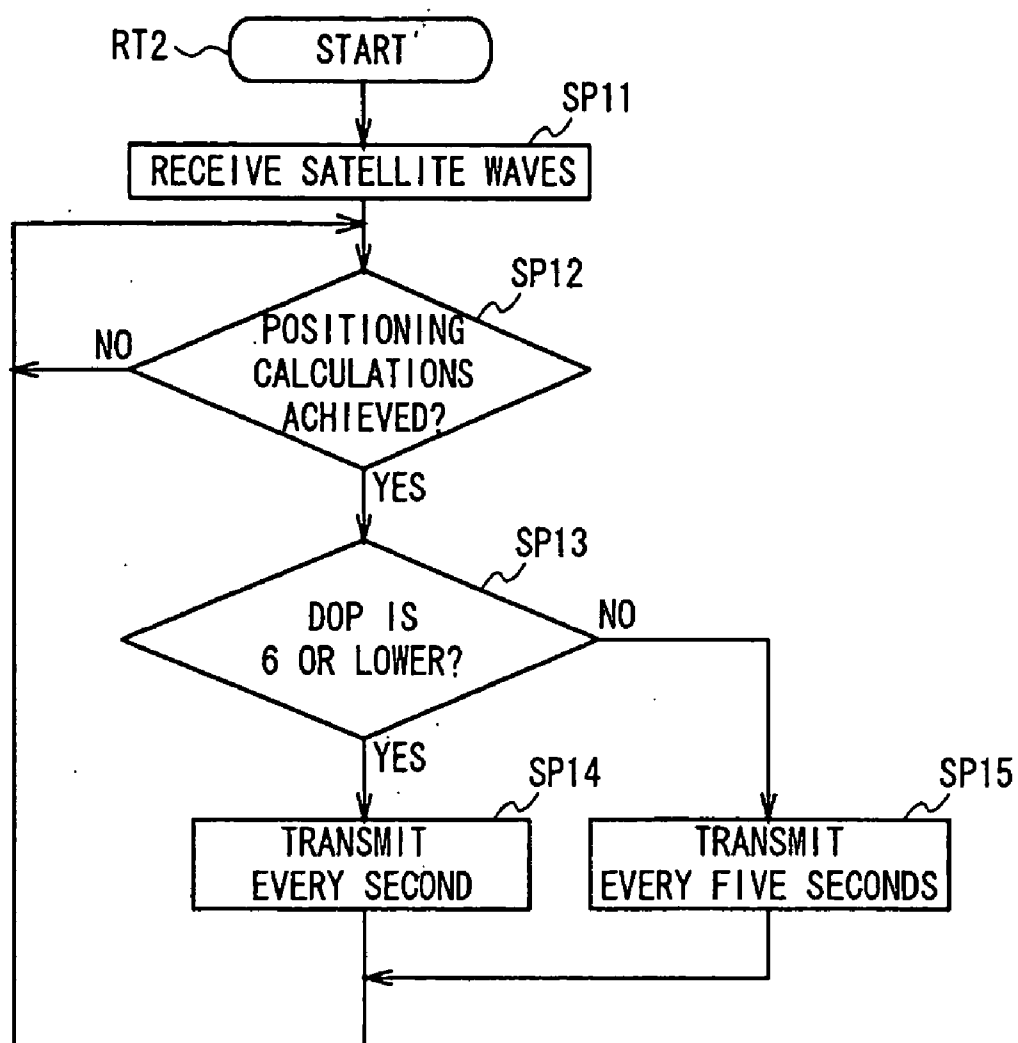 RT2
START
SP11
RECEIVE SATELLITE WAVES
SP12
POSITIONING
CALCULATIONS
ACHIEVED?
NO
YES
SP13
DOP IS
6 OR LOWER?
NO
YES
SP14
TRANSMIT
EVERY SECOND
SP15
TRANSMIT
EVERY FIVE SECONDS